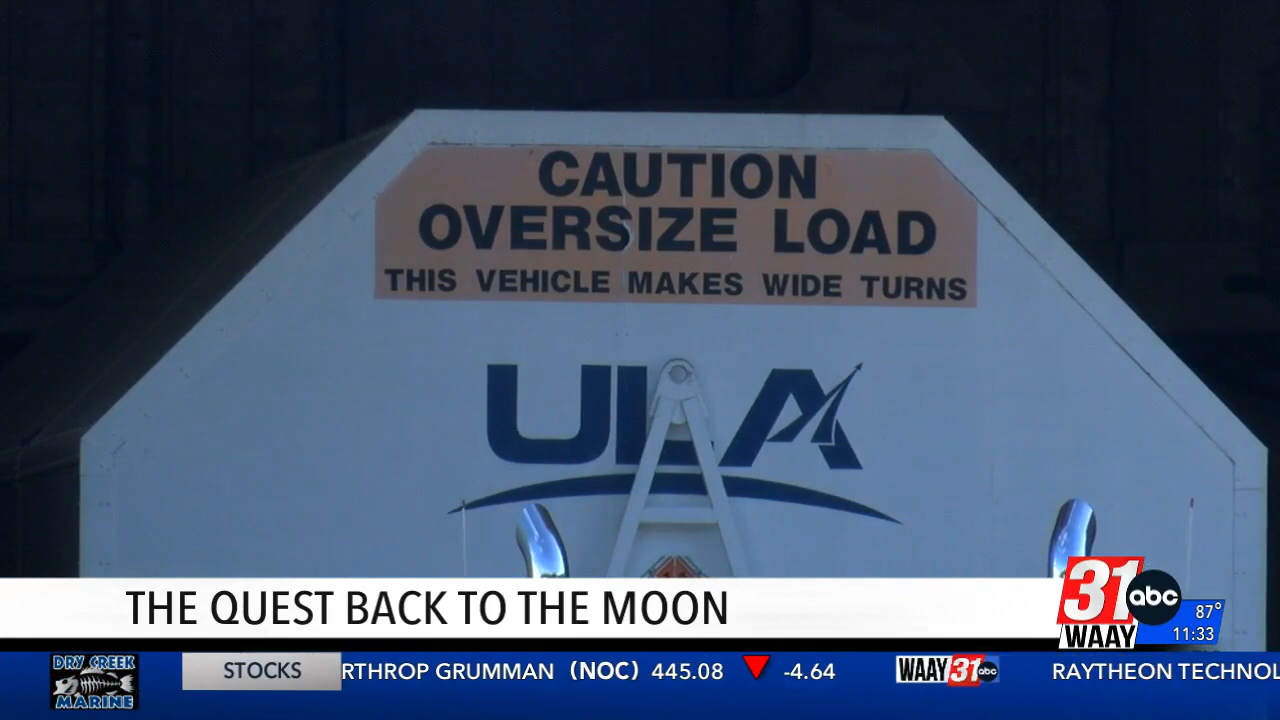 CAUTION
OVERSIZE LOAD
THIS VEHICLE MAKES WIDE TURNS
ULA
THE QUEST BACK TO THE MOON
31
abc
WAAY
87°
11:33
DRY CREEK
MARINE
STOCKS
RTHROP GRUMMAN (NOC) 445.08 -4.64
WAAY 31 abc
RAYTHEON TECHNOL